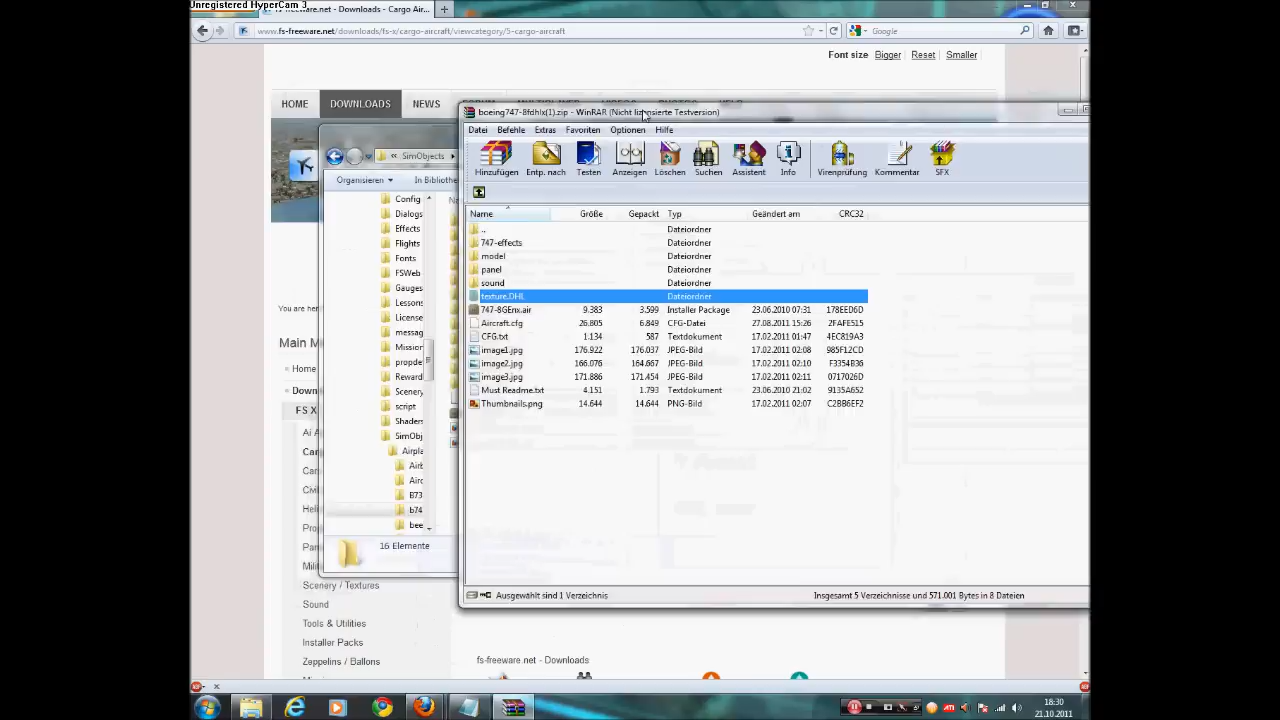 Unregistered HyperCam 3
fs-freeware.net - Downloads - Cargo Air...
www.fs-freeware.net/downloads/fs-x/cargo-aircraft/viewcategory/5-cargo-aircraft
Google
Font size Bigger Reset Smaller
HOME DOWNLOADS NEWS
boeing747-8fdhlx(1).zip - WinRAR (Nicht lizensierte Testversion)
Datei Befehle Extras Favoriten Optionen Hilfe
SimObjects
Organisieren In Bibliothe
Hinzufügen Entp. nach Testen Anzeigen Löschen Suchen Assistent Info Virenprüfung Kommentar SFX
Name Größe Gepackt Typ Geändert am CRC32
.. Dateiordner
747-effects Dateiordner
model Dateiordner
panel Dateiordner
sound Dateiordner
texture.DHL Dateiordner
747-8GEnx.air 9.383 3.599 Installer Package 23.06.2010 07:31 178EED6D
Aircraft.cfg 26.805 6.849 CFG-Datei 27.08.2011 15:26 2FAFE515
CFG.txt 1.134 587 Textdokument 17.02.2011 01:47 4EC819A3
image1.jpg 176.922 176.037 JPEG-Bild 17.02.2011 02:08 985F12CD
image2.jpg 166.076 164.667 JPEG-Bild 17.02.2011 02:10 F3354B36
image3.jpg 171.886 171.454 JPEG-Bild 17.02.2011 02:11 0717026D
Must Readme.txt 4.151 1.793 Textdokument 23.06.2010 21:02 9135A652
Thumbnails.png 14.644 14.644 PNG-Bild 17.02.2011 02:07 C2BB6EF2
Config
Dialogs
Effects
Flights
Fonts
FSWeb
Gauges
Lessons
License
messag
Mission
propde
Reward
Scenery
script
Shaders
SimObj
Airpla
Airb
Airc
B73
b74
bee
16 Elemente
Ausgewählt sind 1 Verzeichnis
Insgesamt 5 Verzeichnisse und 571.001 Bytes in 8 Dateien
You are here
Main M
Home
Down
FS X
Ai A
Car
Car
Civi
Heli
Pro
Pan
Mili
Scenery / Textures
Sound
Tools & Utilities
Installer Packs
Zeppelins / Ballons
fs-freeware.net - Downloads
18:30
21.10.2011